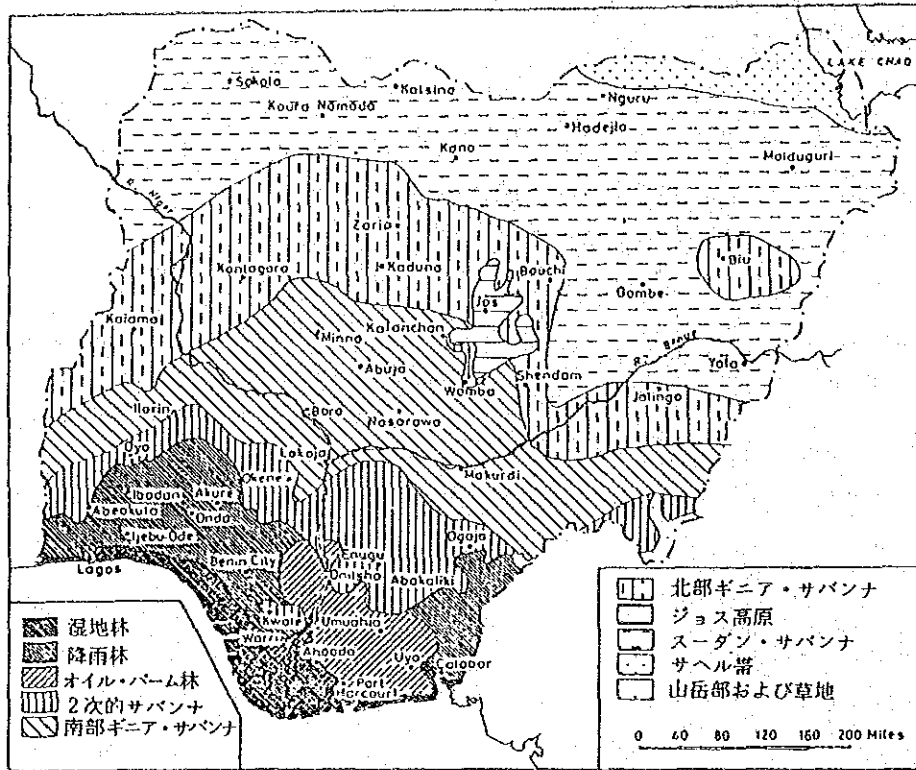 LAKE CHAD
Sokoto
Katsina
Koura Namoda
Nguru
Hadejia
Kano
Maiduguri
R. Niger
Zaria
Biu
Kontagora
Kaduna
Bauchi
Jos
Gombe
Kaiama
Minna
Kafanchan
R. Benue
Abuja
Yola
Wamba
Shendam
Jalingo
Ilorin
Baro
Nasarawa
Oyo
Lokoja
Okene
Makurdi
Ibadan
Akure
Abeokuta
Ondo
Ijebu-Ode
Ogoja
Enugu
Lagos
Benin City
Onitsha
Abakaliki
Kwale
Umuahia
Warri
Ahoada
Uyo
Calabar
Port
Harcourt
湿地林
降雨林
オイル・パーム林
2次的サバンナ
南部ギニア・サバンナ
北部ギニア・サバンナ
ジョス高原
スーダン・サバンナ
サヘル帯
山岳部および草地
0 40 80 120 160 200 Miles